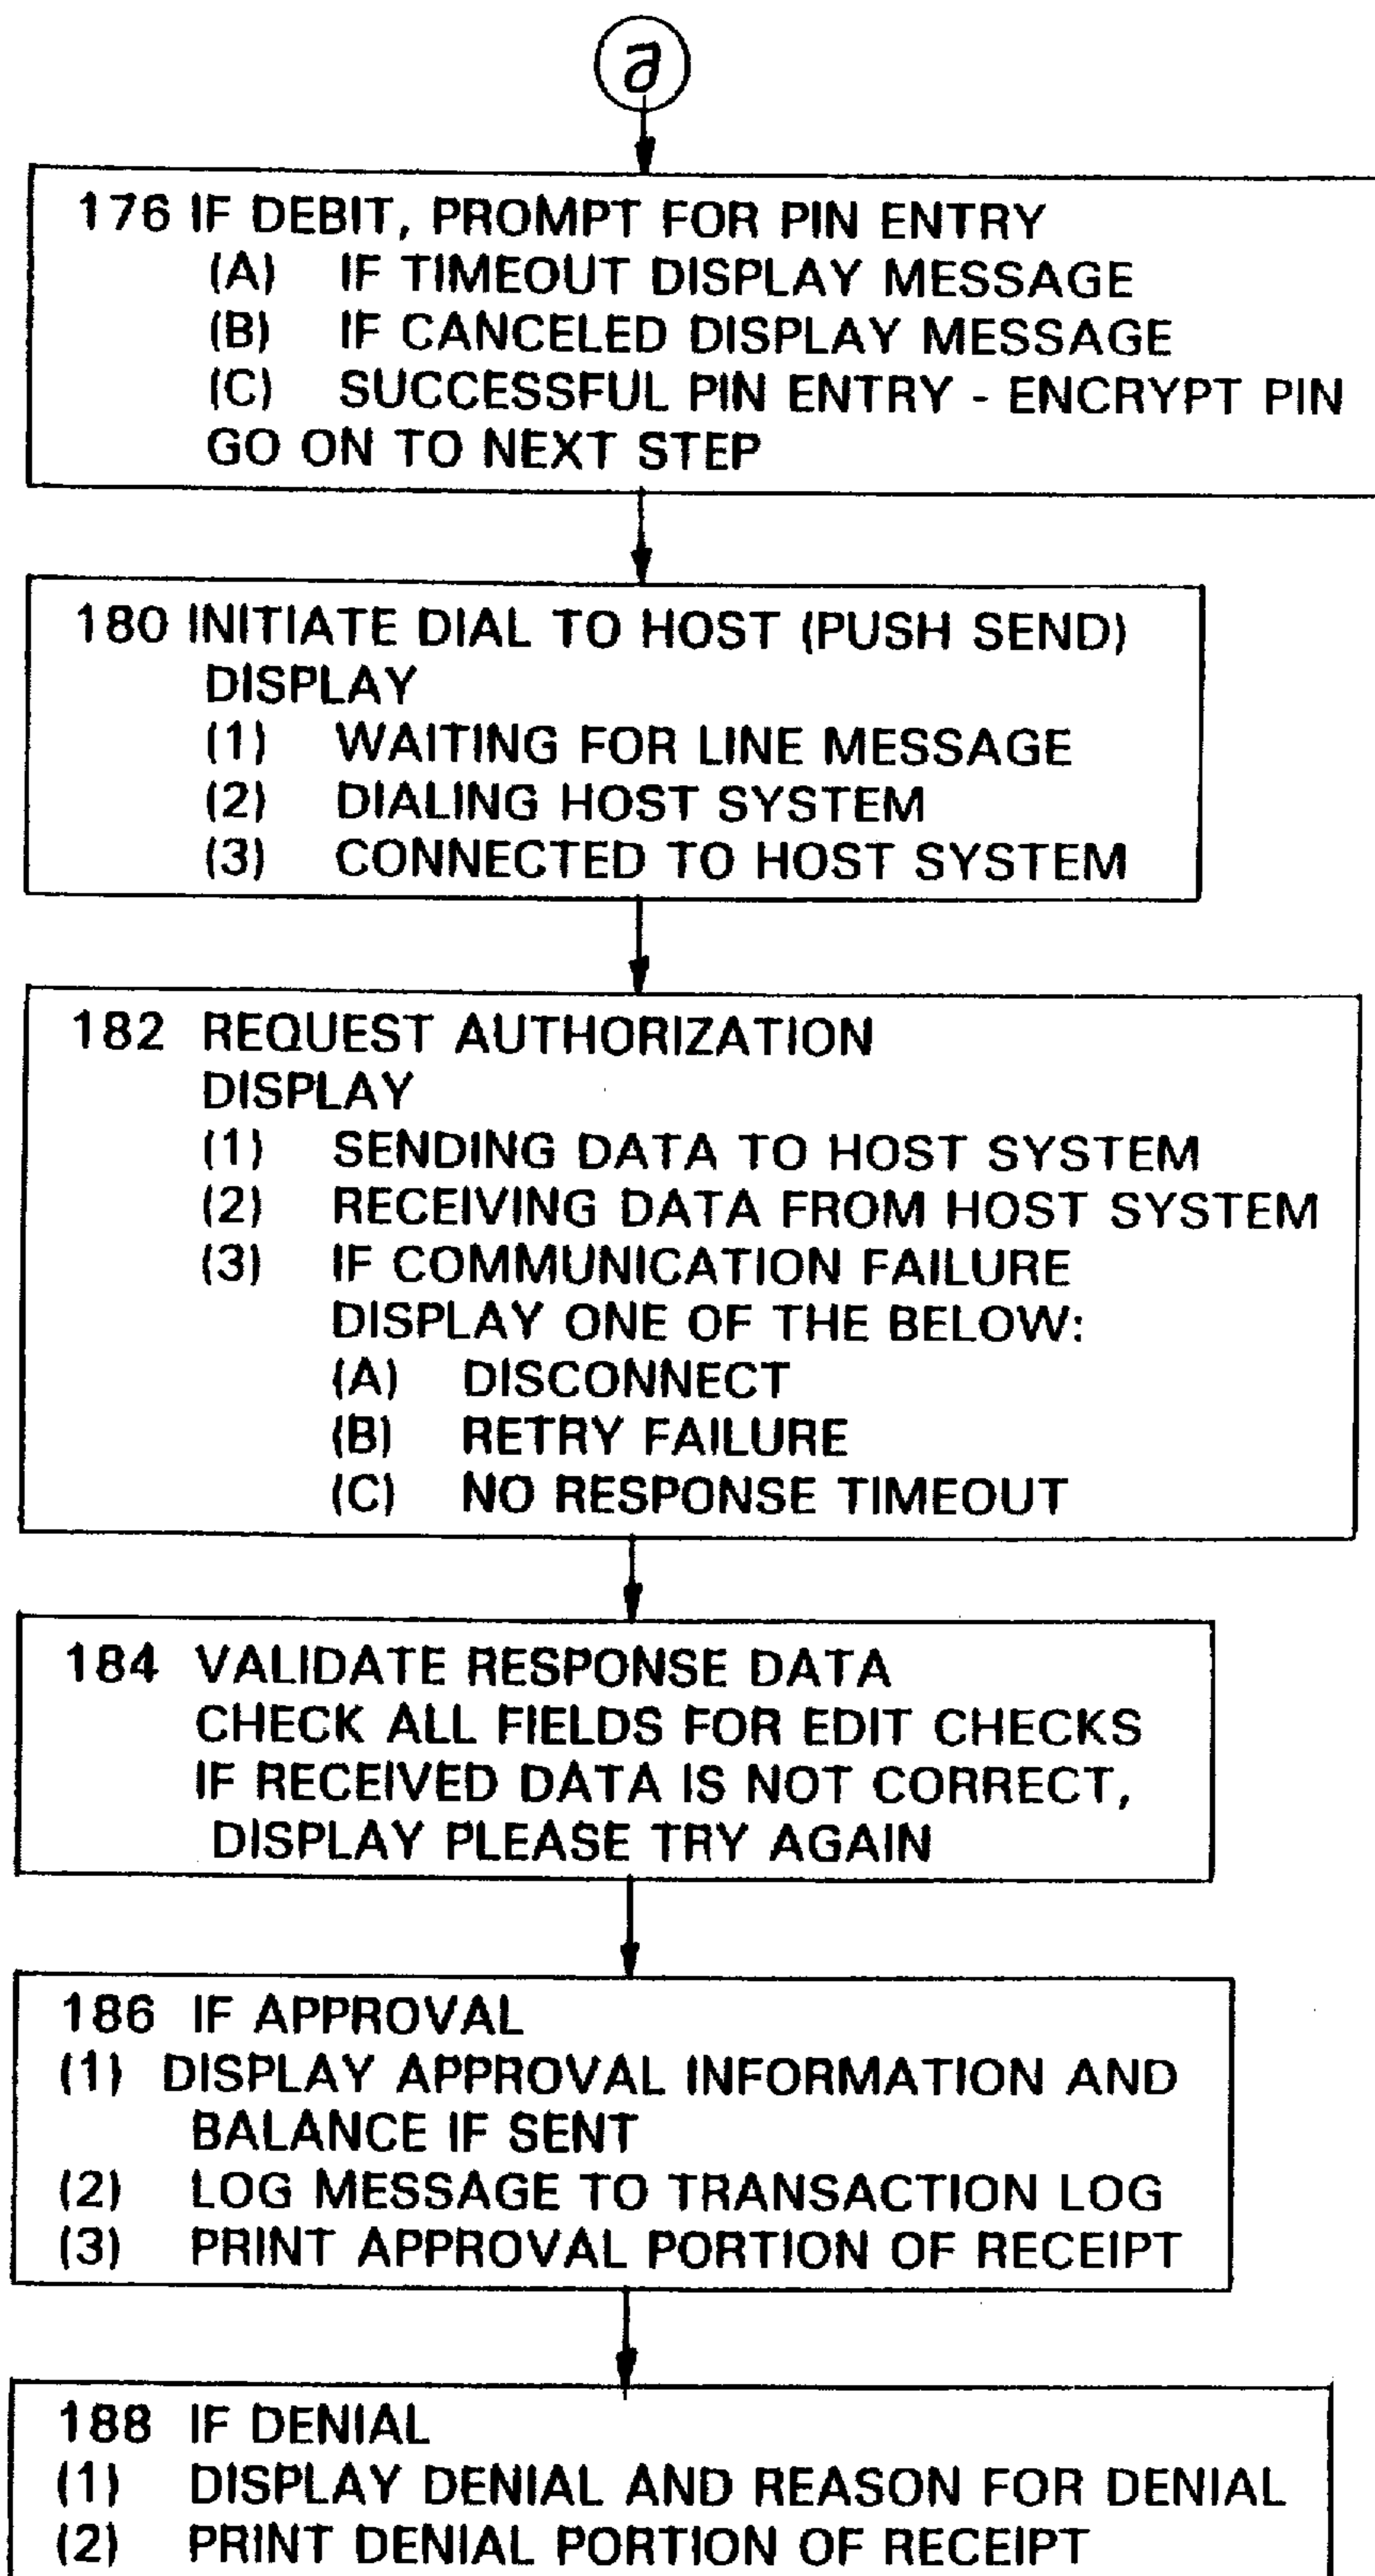 a
176 IF DEBIT, PROMPT FOR PIN ENTRY
(A) IF TIMEOUT DISPLAY MESSAGE
(B) IF CANCELED DISPLAY MESSAGE
(C) SUCCESSFUL PIN ENTRY - ENCRYPT PIN
GO ON TO NEXT STEP
180 INITIATE DIAL TO HOST (PUSH SEND)
DISPLAY
(1) WAITING FOR LINE MESSAGE
(2) DIALING HOST SYSTEM
(3) CONNECTED TO HOST SYSTEM
182 REQUEST AUTHORIZATION
DISPLAY
(1) SENDING DATA TO HOST SYSTEM
(2) RECEIVING DATA FROM HOST SYSTEM
(3) IF COMMUNICATION FAILURE
DISPLAY ONE OF THE BELOW:
(A) DISCONNECT
(B) RETRY FAILURE
(C) NO RESPONSE TIMEOUT
184 VALIDATE RESPONSE DATA
CHECK ALL FIELDS FOR EDIT CHECKS
IF RECEIVED DATA IS NOT CORRECT,
DISPLAY PLEASE TRY AGAIN
186 IF APPROVAL
(1) DISPLAY APPROVAL INFORMATION AND
BALANCE IF SENT
(2) LOG MESSAGE TO TRANSACTION LOG
(3) PRINT APPROVAL PORTION OF RECEIPT
188 IF DENIAL
(1) DISPLAY DENIAL AND REASON FOR DENIAL
(2) PRINT DENIAL PORTION OF RECEIPT